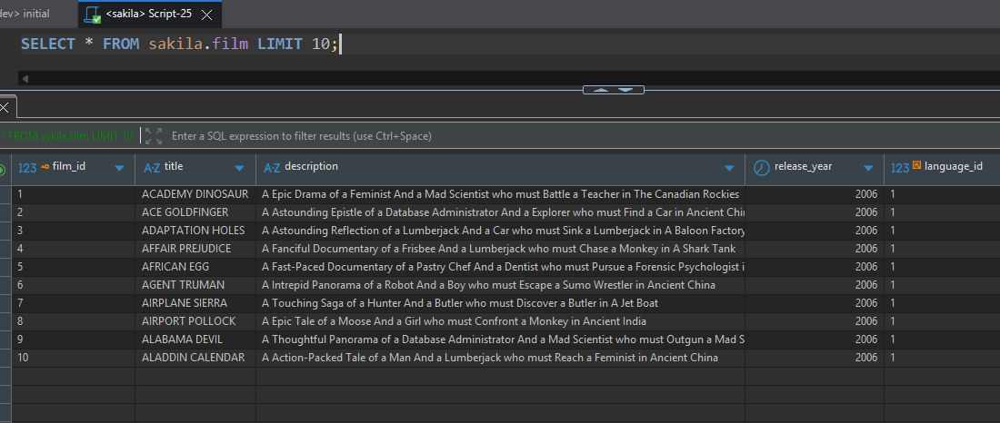 dev> initial <sakila> Script-25
SELECT * FROM sakila.film LIMIT 10;
* FROM sakila.film LIMIT 10 Enter a SQL expression to filter results (use Ctrl+Space)
123 film_id A-Z title A-Z description release_year 123 language_id
1 ACADEMY DINOSAUR A Epic Drama of a Feminist And a Mad Scientist who must Battle a Teacher in The Canadian Rockies 2006 1
2 ACE GOLDFINGER A Astounding Epistle of a Database Administrator And a Explorer who must Find a Car in Ancient Chi 2006 1
3 ADAPTATION HOLES A Astounding Reflection of a Lumberjack And a Car who must Sink a Lumberjack in A Baloon Factory 2006 1
4 AFFAIR PREJUDICE A Fanciful Documentary of a Frisbee And a Lumberjack who must Chase a Monkey in A Shark Tank 2006 1
5 AFRICAN EGG A Fast-Paced Documentary of a Pastry Chef And a Dentist who must Pursue a Forensic Psychologist i 2006 1
6 AGENT TRUMAN A Intrepid Panorama of a Robot And a Boy who must Escape a Sumo Wrestler in Ancient China 2006 1
7 AIRPLANE SIERRA A Touching Saga of a Hunter And a Butler who must Discover a Butler in A Jet Boat 2006 1
8 AIRPORT POLLOCK A Epic Tale of a Moose And a Girl who must Confront a Monkey in Ancient India 2006 1
9 ALABAMA DEVIL A Thoughtful Panorama of a Database Administrator And a Mad Scientist who must Outgun a Mad S 2006 1
10 ALADDIN CALENDAR A Action-Packed Tale of a Man And a Lumberjack who must Reach a Feminist in Ancient China 2006 1